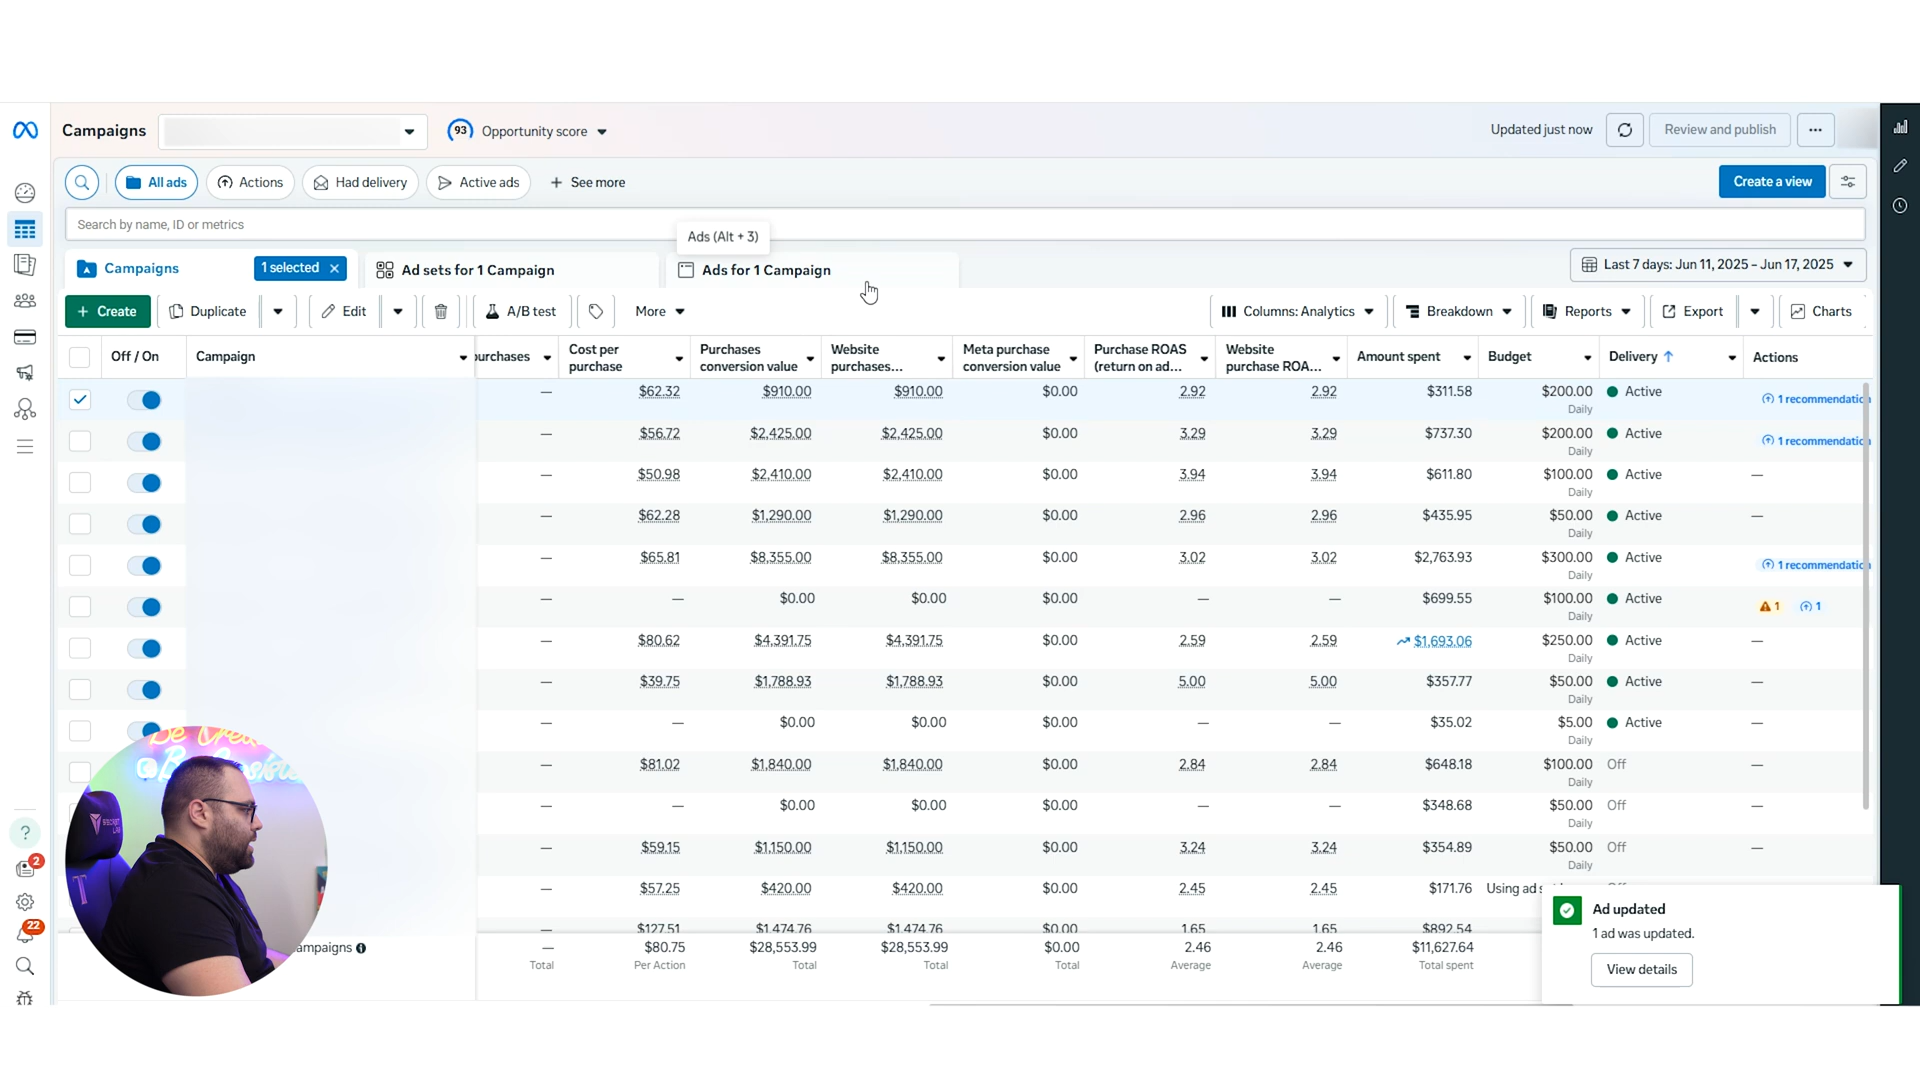 Campaigns
93 Opportunity score
Updated just now
Review and publish
All ads
Actions
Had delivery
Active ads
+ See more
Create a view
Search by name, ID or metrics
Ads (Alt + 3)
Campaigns
1 selected
Ad sets for 1 Campaign
Ads for 1 Campaign
Last 7 days: Jun 11, 2025 – Jun 17, 2025
+ Create
Duplicate
Edit
A/B test
More
Columns: Analytics
Breakdown
Reports
Export
Charts
Off / On Campaign urchases Cost per purchase Purchases conversion value Website purchases... Meta purchase conversion value Purchase ROAS (return on ad... Website purchase ROA... Amount spent Budget Delivery ↑ Actions
— $62.32 $910.00 $910.00 $0.00 2.92 2.92 $311.58 $200.00 Active 1 recommendation
Daily
— $56.72 $2,425.00 $2,425.00 $0.00 3.29 3.29 $737.30 $200.00 Active 1 recommendation
Daily
— $50.98 $2,410.00 $2,410.00 $0.00 3.94 3.94 $611.80 $100.00 Active —
Daily
— $62.28 $1,290.00 $1,290.00 $0.00 2.96 2.96 $435.95 $50.00 Active —
Daily
— $65.81 $8,355.00 $8,355.00 $0.00 3.02 3.02 $2,763.93 $300.00 Active 1 recommendation
Daily
— — $0.00 $0.00 $0.00 — — $699.55 $100.00 Active 1 1
Daily
— $80.62 $4,391.75 $4,391.75 $0.00 2.59 2.59 $1,693.06 $250.00 Active —
Daily
— $39.75 $1,788.93 $1,788.93 $0.00 5.00 5.00 $357.77 $50.00 Active —
Daily
— — $0.00 $0.00 $0.00 — — $35.02 $5.00 Active —
Daily
— $81.02 $1,840.00 $1,840.00 $0.00 2.84 2.84 $648.18 $100.00 Off —
Daily
— — $0.00 $0.00 $0.00 — — $348.68 $50.00 Off —
Daily
— $59.15 $1,150.00 $1,150.00 $0.00 3.24 3.24 $354.89 $50.00 Off —
Daily
— $57.25 $420.00 $420.00 $0.00 2.45 2.45 $171.76 Using ad s
$127.51 $1,474.76 $1,474.76 $0.00 1.65 1.65 $892.54
ampaigns — $80.75 $28,553.99 $28,553.99 $0.00 2.46 2.46 $11,627.64
Total Per Action Total Total Total Average Average Total spent
2
22
Ad updated
1 ad was updated.
View details